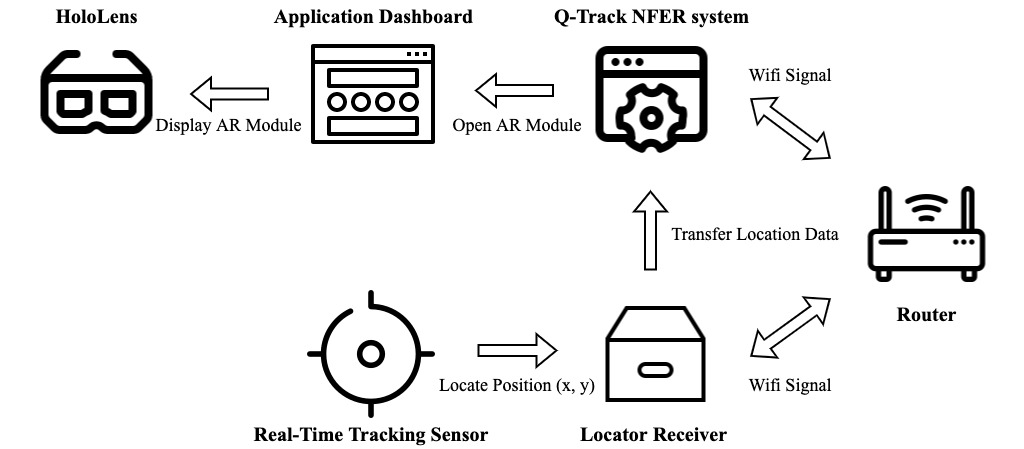 HoloLens
Application Dashboard
Q-Track NFER system
Wifi Signal
Display AR Module
Open AR Module
Transfer Location Data
Router
Locate Position (x, y)
Wifi Signal
Real-Time Tracking Sensor
Locator Receiver